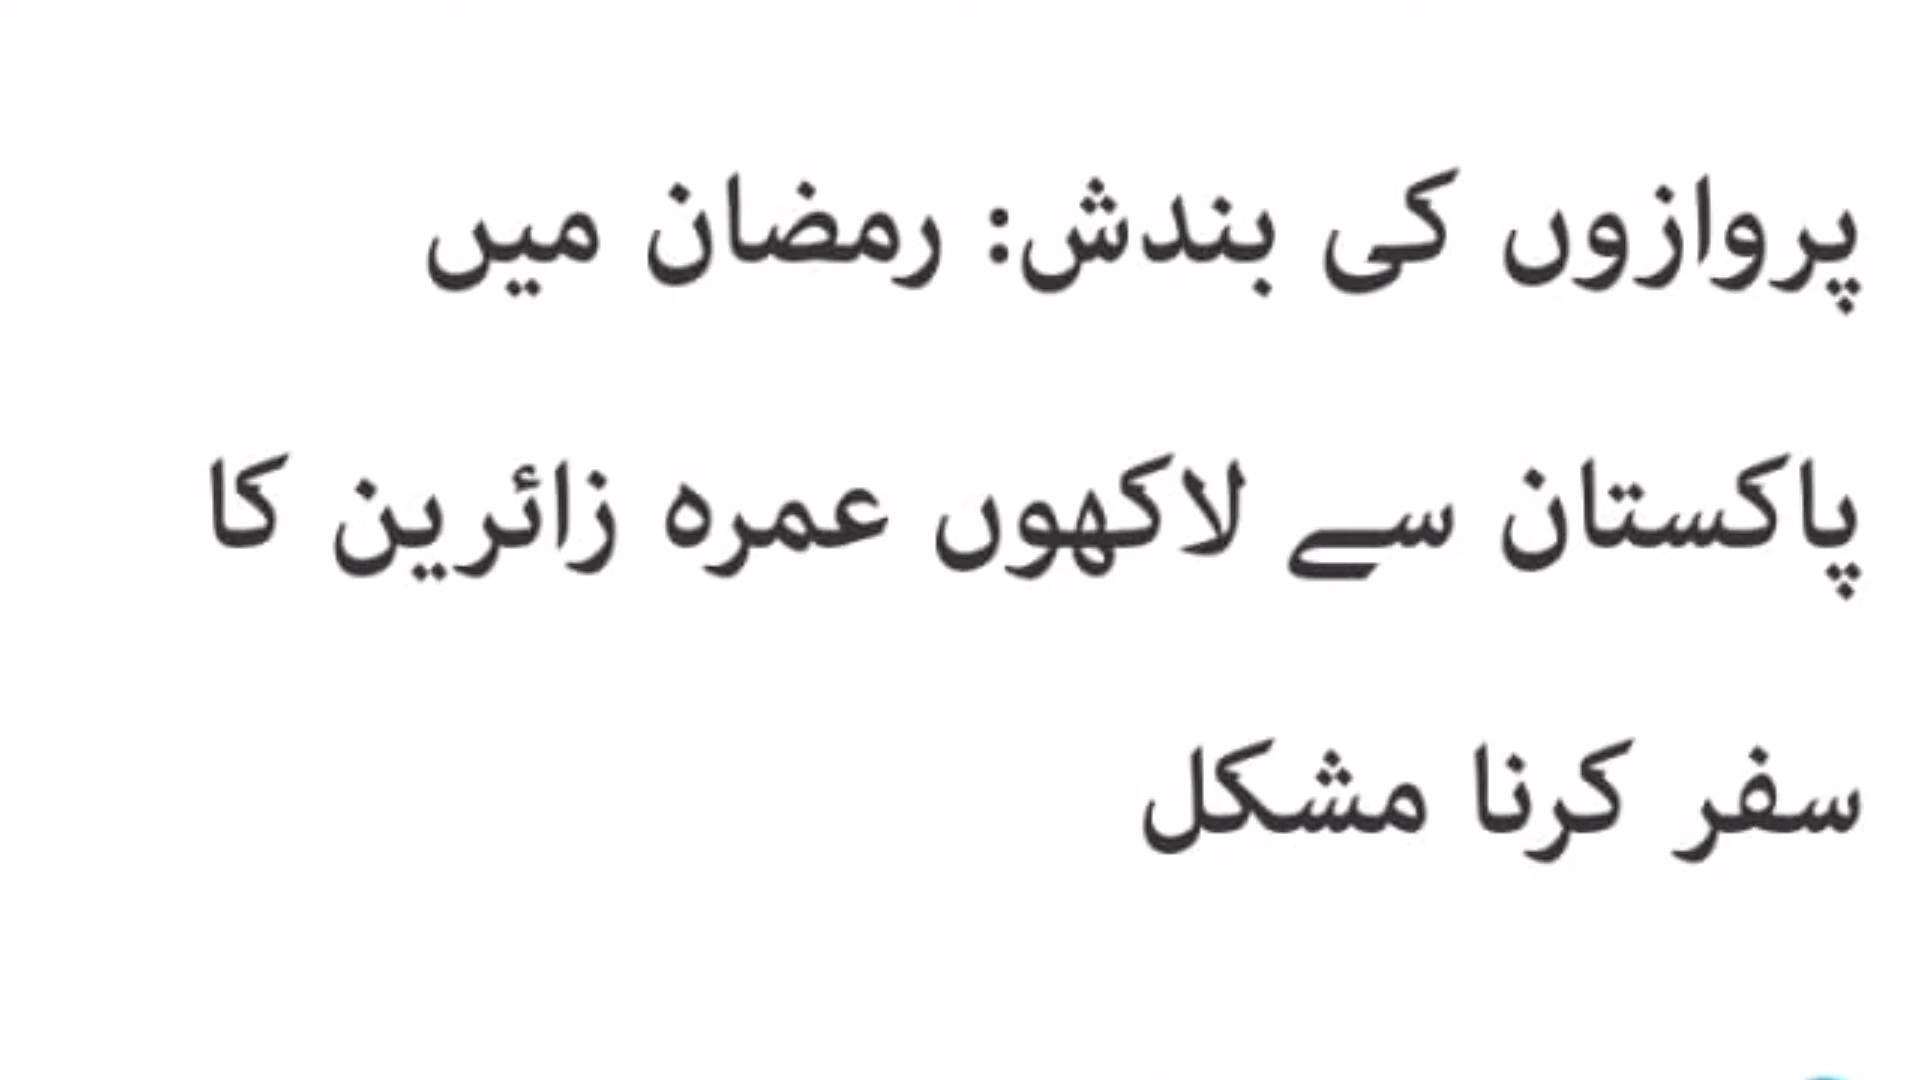 پروازوں کی بندش: رمضان میں
پاکستان سے لاکھوں عمرہ زائرین کا
سفر کرنا مشکل